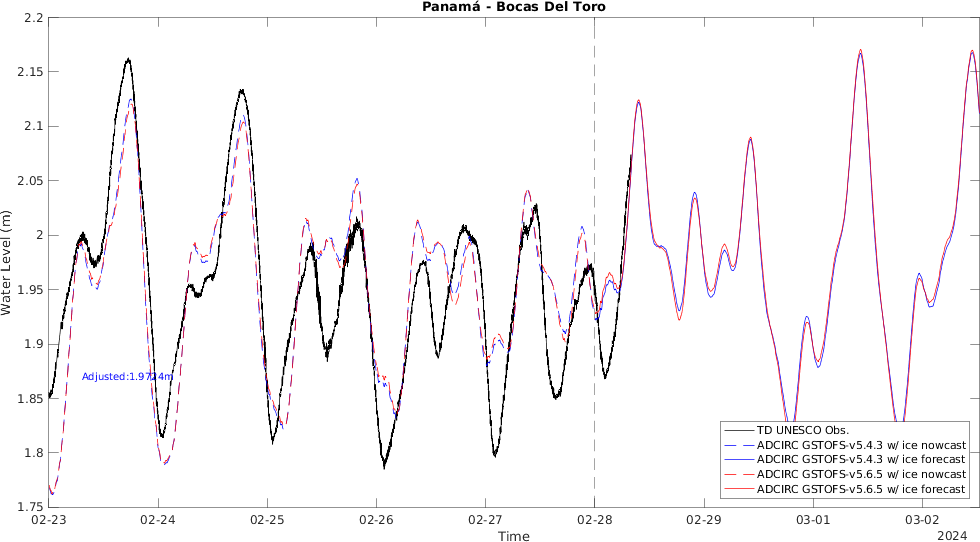 Panamá - Bocas Del Toro
Water Level (m)
2.2
2.15
2.1
2.05
2
1.95
1.9
1.85
1.8
1.75
Adjusted:1.9714m
TD UNESCO Obs.
ADCIRC GSTOFS-v5.4.3 w/ ice nowcast
ADCIRC GSTOFS-v5.4.3 w/ ice forecast
ADCIRC GSTOFS-v5.6.5 w/ ice nowcast
ADCIRC GSTOFS-v5.6.5 w/ ice forecast
02-23 02-24 02-25 02-26 02-27 02-28 02-29 03-01 03-02
Time
2024